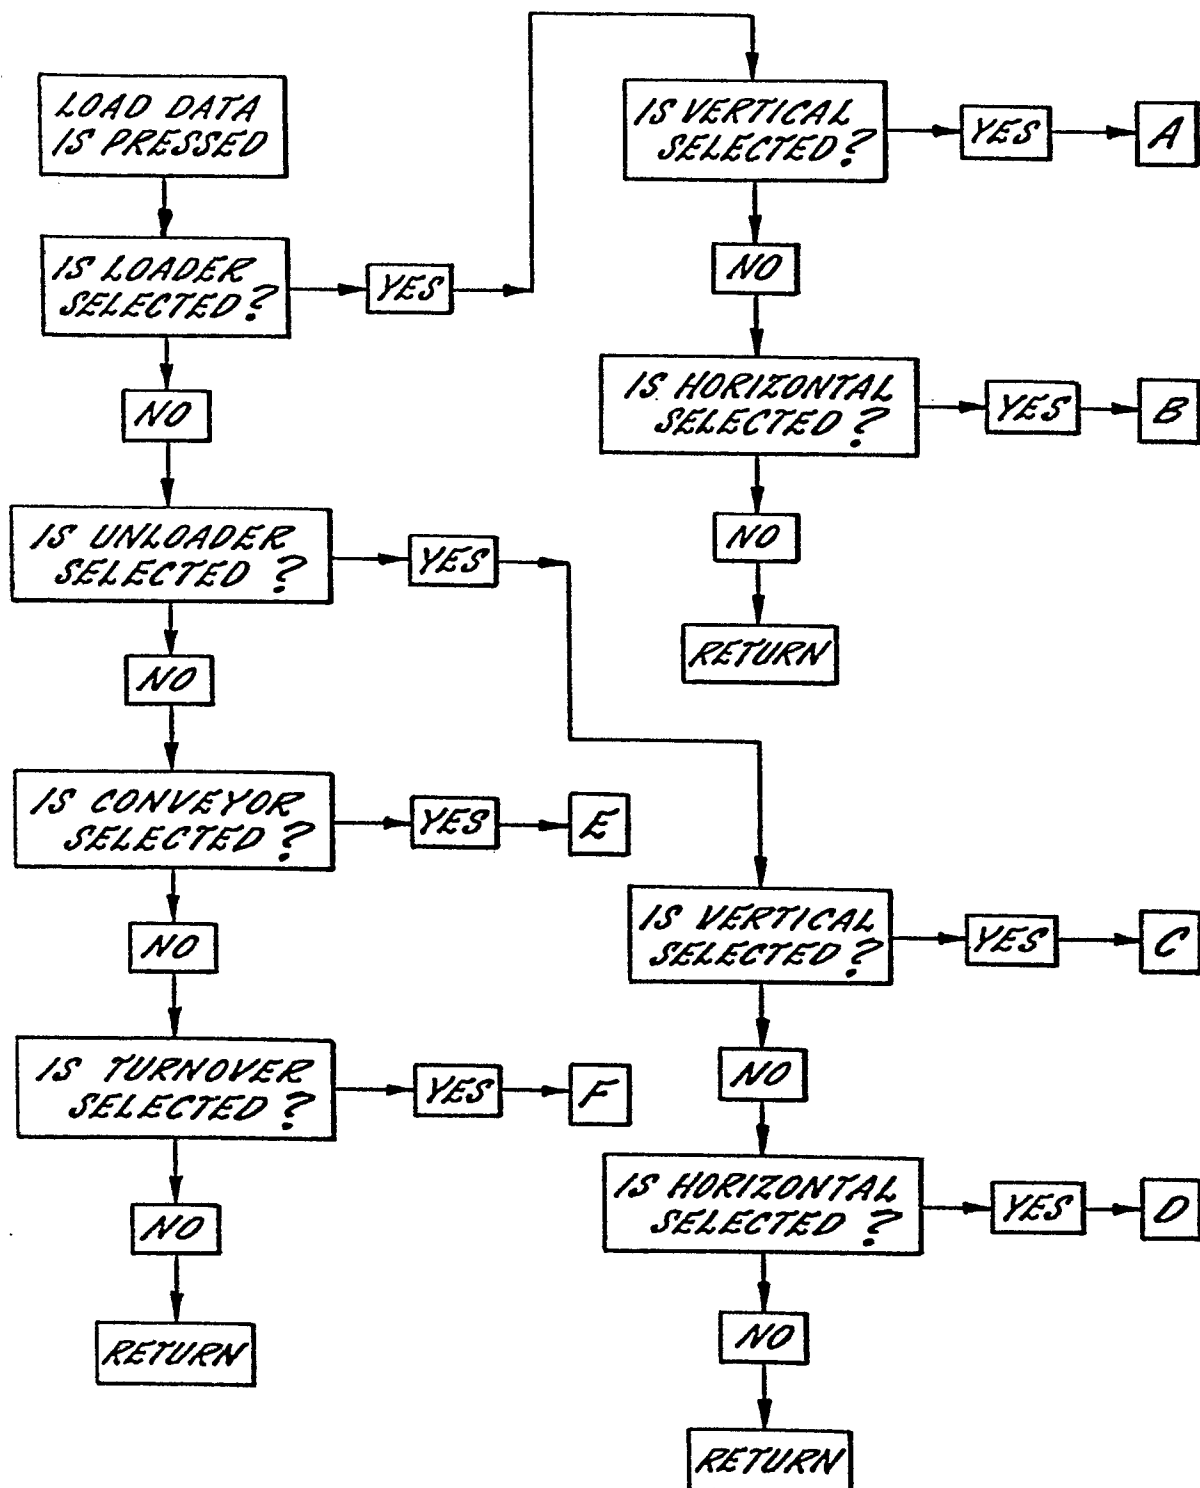 LOAD DATA
IS PRESSED
IS LOADER
SELECTED?
YES
NO
IS UNLOADER
SELECTED?
YES
NO
IS CONVEYOR
SELECTED?
YES
E
NO
IS TURNOVER
SELECTED?
YES
F
NO
RETURN
IS VERTICAL
SELECTED?
YES
A
NO
IS HORIZONTAL
SELECTED?
YES
B
NO
RETURN
IS VERTICAL
SELECTED?
YES
C
NO
IS HORIZONTAL
SELECTED?
YES
D
NO
RETURN